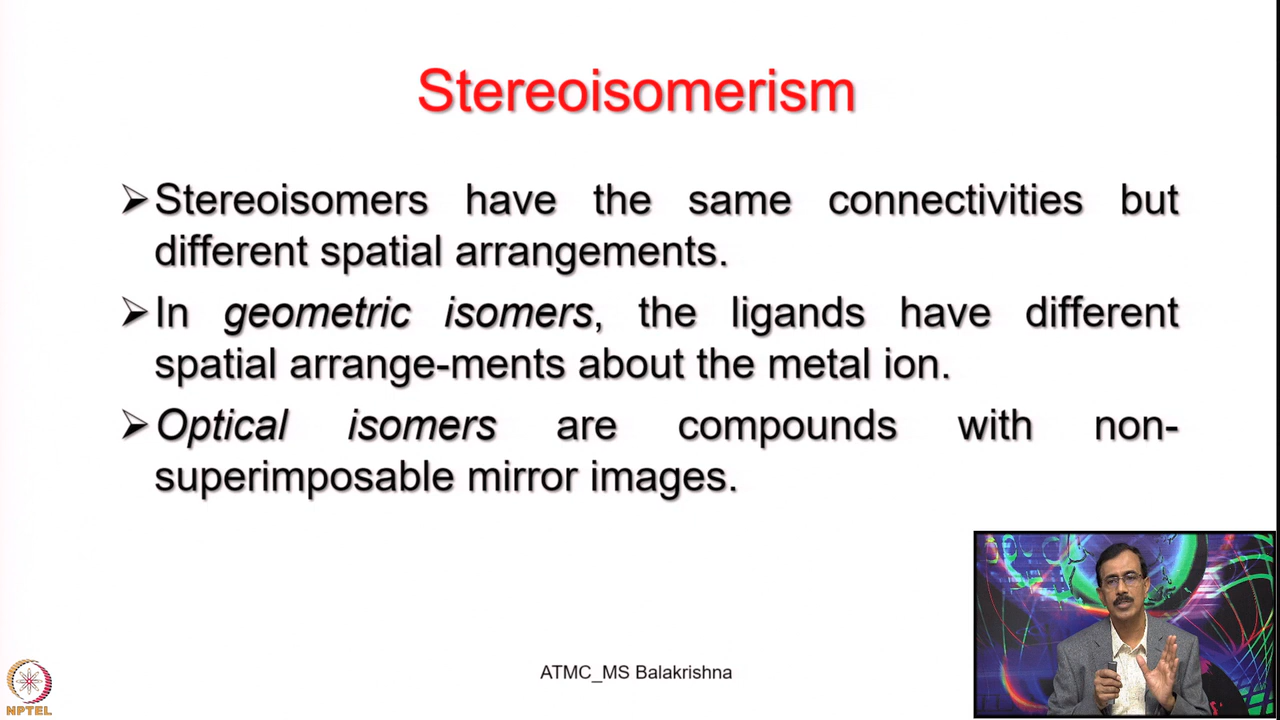 Stereoisomerism
➢Stereoisomers have the same connectivities but
different spatial arrangements.
➢In geometric isomers, the ligands have different
spatial arrange-ments about the metal ion.
➢Optical isomers are compounds with non-
superimposable mirror images.
ATMC_MS Balakrishna
NPTEL